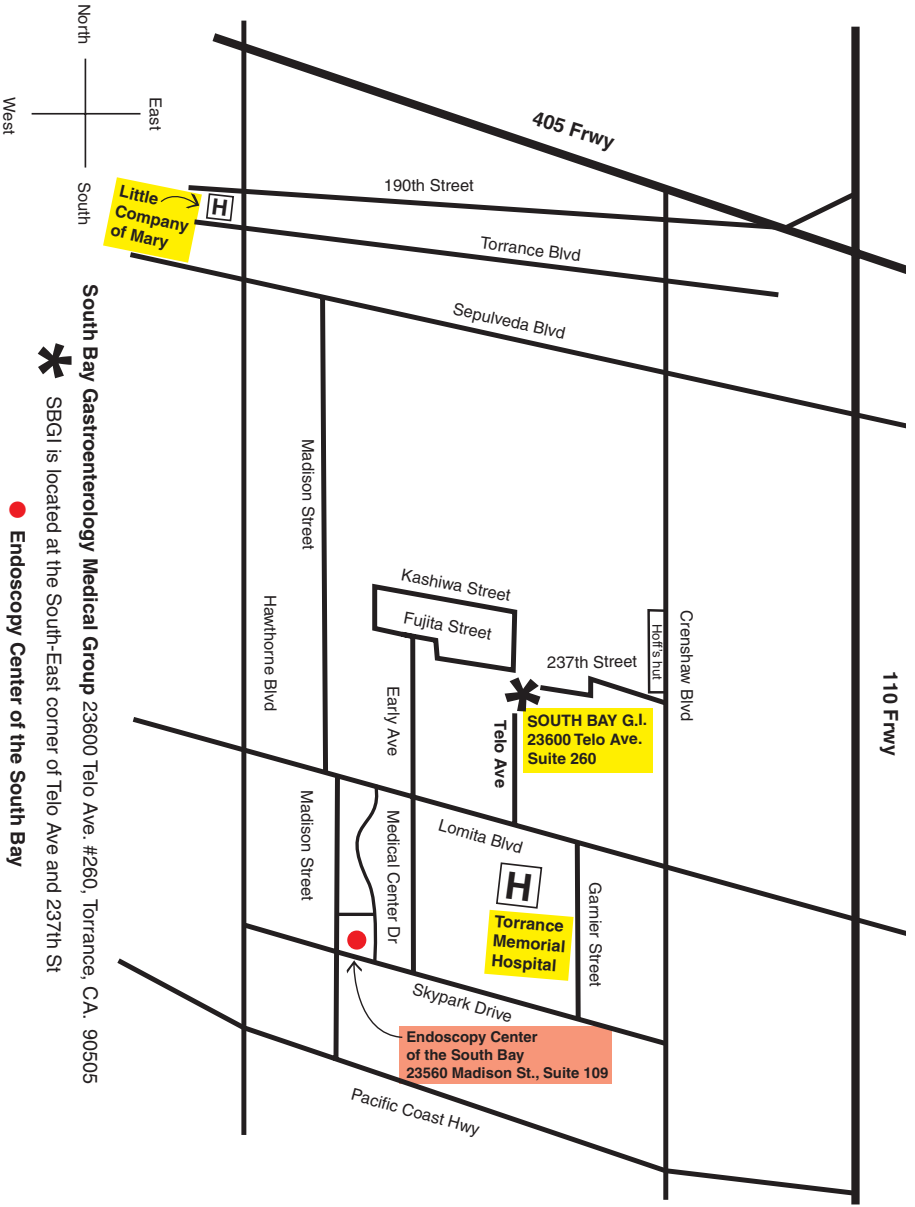 North
East
West
South
405 Frwy
110 Frwy
190th Street
Torrance Blvd
Sepulveda Blvd
Little
Company
of Mary
H
Madison Street
Hawthorne Blvd
Crenshaw Blvd
Hoff's hut
Kashiwa Street
Fujita Street
237th Street
Early Ave
Telo Ave
SOUTH BAY G.I.
23600 Telo Ave.
Suite 260
Lomita Blvd
Madison Street
Medical Center Dr
Garnier Street
H
Torrance
Memorial
Hospital
Skypark Drive
Endoscopy Center
of the South Bay
23560 Madison St., Suite 109
Pacific Coast Hwy
South Bay Gastroenterology Medical Group 23600 Telo Ave. #260, Torrance, CA. 90505
* SBGI is located at the South-East corner of Telo Ave and 237th St
Endoscopy Center of the South Bay